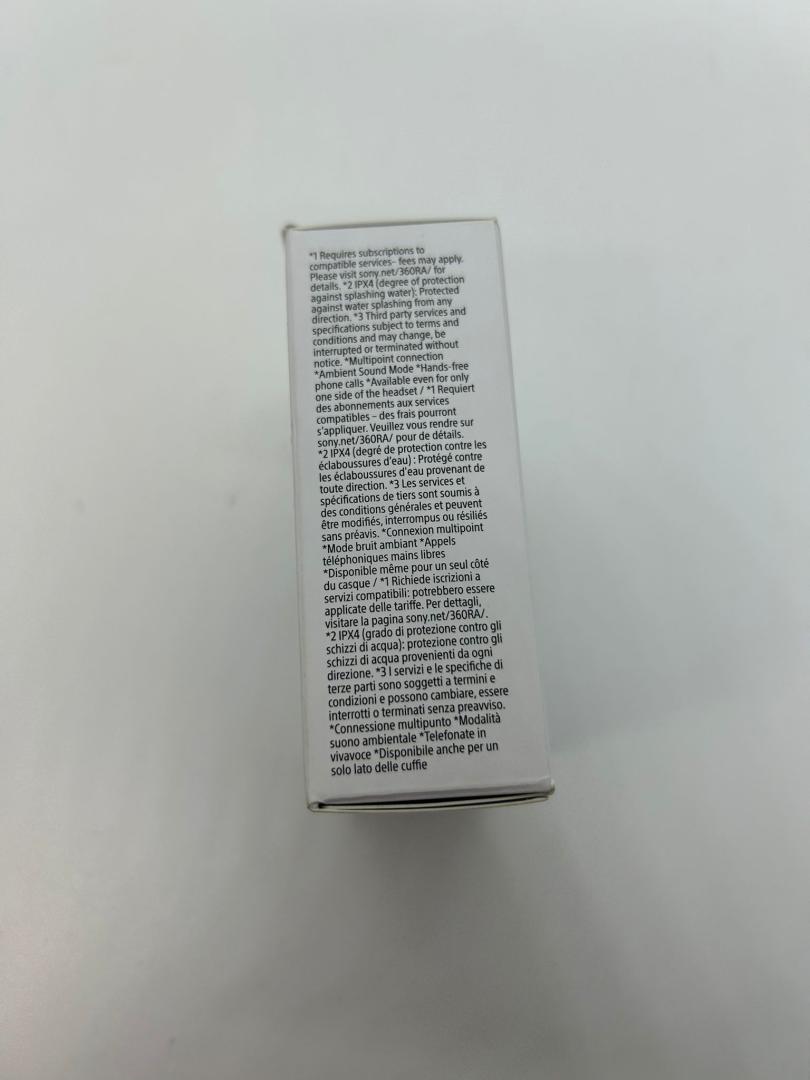 *1 Requires subscriptions to
compatible services– fees may apply.
Please visit sony.net/360RA/ for
details. *2 IPX4 (degree of protection
against splashing water): Protected
against water splashing from any
direction. *3 Third party services and
specifications subject to terms and
conditions and may change, be
interrupted or terminated without
notice. *Multipoint connection
*Ambient Sound Mode *Hands-free
phone calls *Available even for only
one side of the headset / *1 Requiert
des abonnements aux services
compatibles – des frais pourront
s'appliquer. Veuillez vous rendre sur
sony.net/360RA/ pour de détails.
*2 IPX4 (degré de protection contre les
éclaboussures d'eau) : Protégé contre
les éclaboussures d'eau provenant de
toute direction. *3 Les services et
spécifications de tiers sont soumis à
des conditions générales et peuvent
être modifiés, interrompus ou résiliés
sans préavis. *Connexion multipoint
*Mode bruit ambiant *Appels
téléphoniques mains libres
*Disponible même pour un seul côté
du casque / *1 Richiede iscrizioni a
servizi compatibili: potrebbero essere
applicate delle tariffe. Per dettagli,
visitare la pagina sony.net/360RA/.
*2 IPX4 (grado di protezione contro gli
schizzi di acqua): protezione contro gli
schizzi di acqua provenienti da ogni
direzione. *3 I servizi e le specifiche di
terze parti sono soggetti a termini e
condizioni e possono cambiare, essere
interrotti o terminati senza preavviso.
*Connessione multipunto *Modalità
suono ambientale *Telefonate in
vivavoce *Disponibile anche per un
solo lato delle cuffie